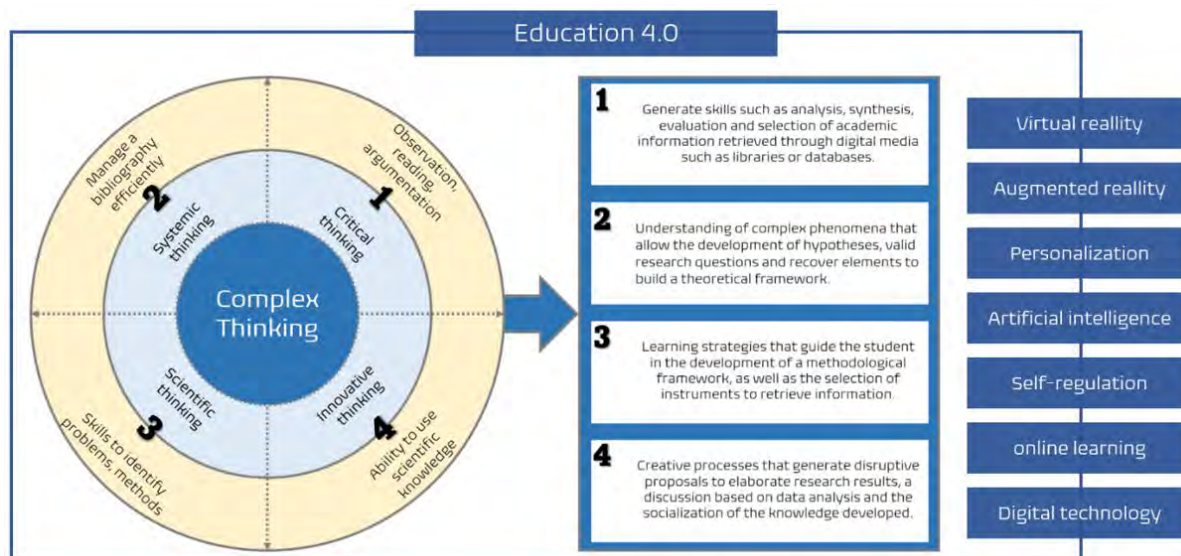 Education 4.0
Manage a
bibliography
efficiently
Observation,
reading,
argumentation
2
1
Systemic
thinking
Critical
thinking
Complex
Thinking
Scientific
thinking
Innovative
thinking
3
4
Skills to identify
problems, methods
Ability to use
scientific
knowledge
1
Generate skills such as analysis, synthesis,
evaluation and selection of academic
information retrieved through digital media
such as libraries or databases.
2
Understanding of complex phenomena that
allow the development of hypotheses, valid
research questions and recover elements to
build a theoretical framework.
3
Learning strategies that guide the student
in the development of a methodological
framework, as well as the selection of
instruments to retrieve information.
4
Creative processes that generate disruptive
proposals to elaborate research results, a
discussion based on data analysis and the
socialization of the knowledge developed.
Virtual reallity
Augmented reallity
Personalization
Artificial intelligence
Self-regulation
online learning
Digital technology